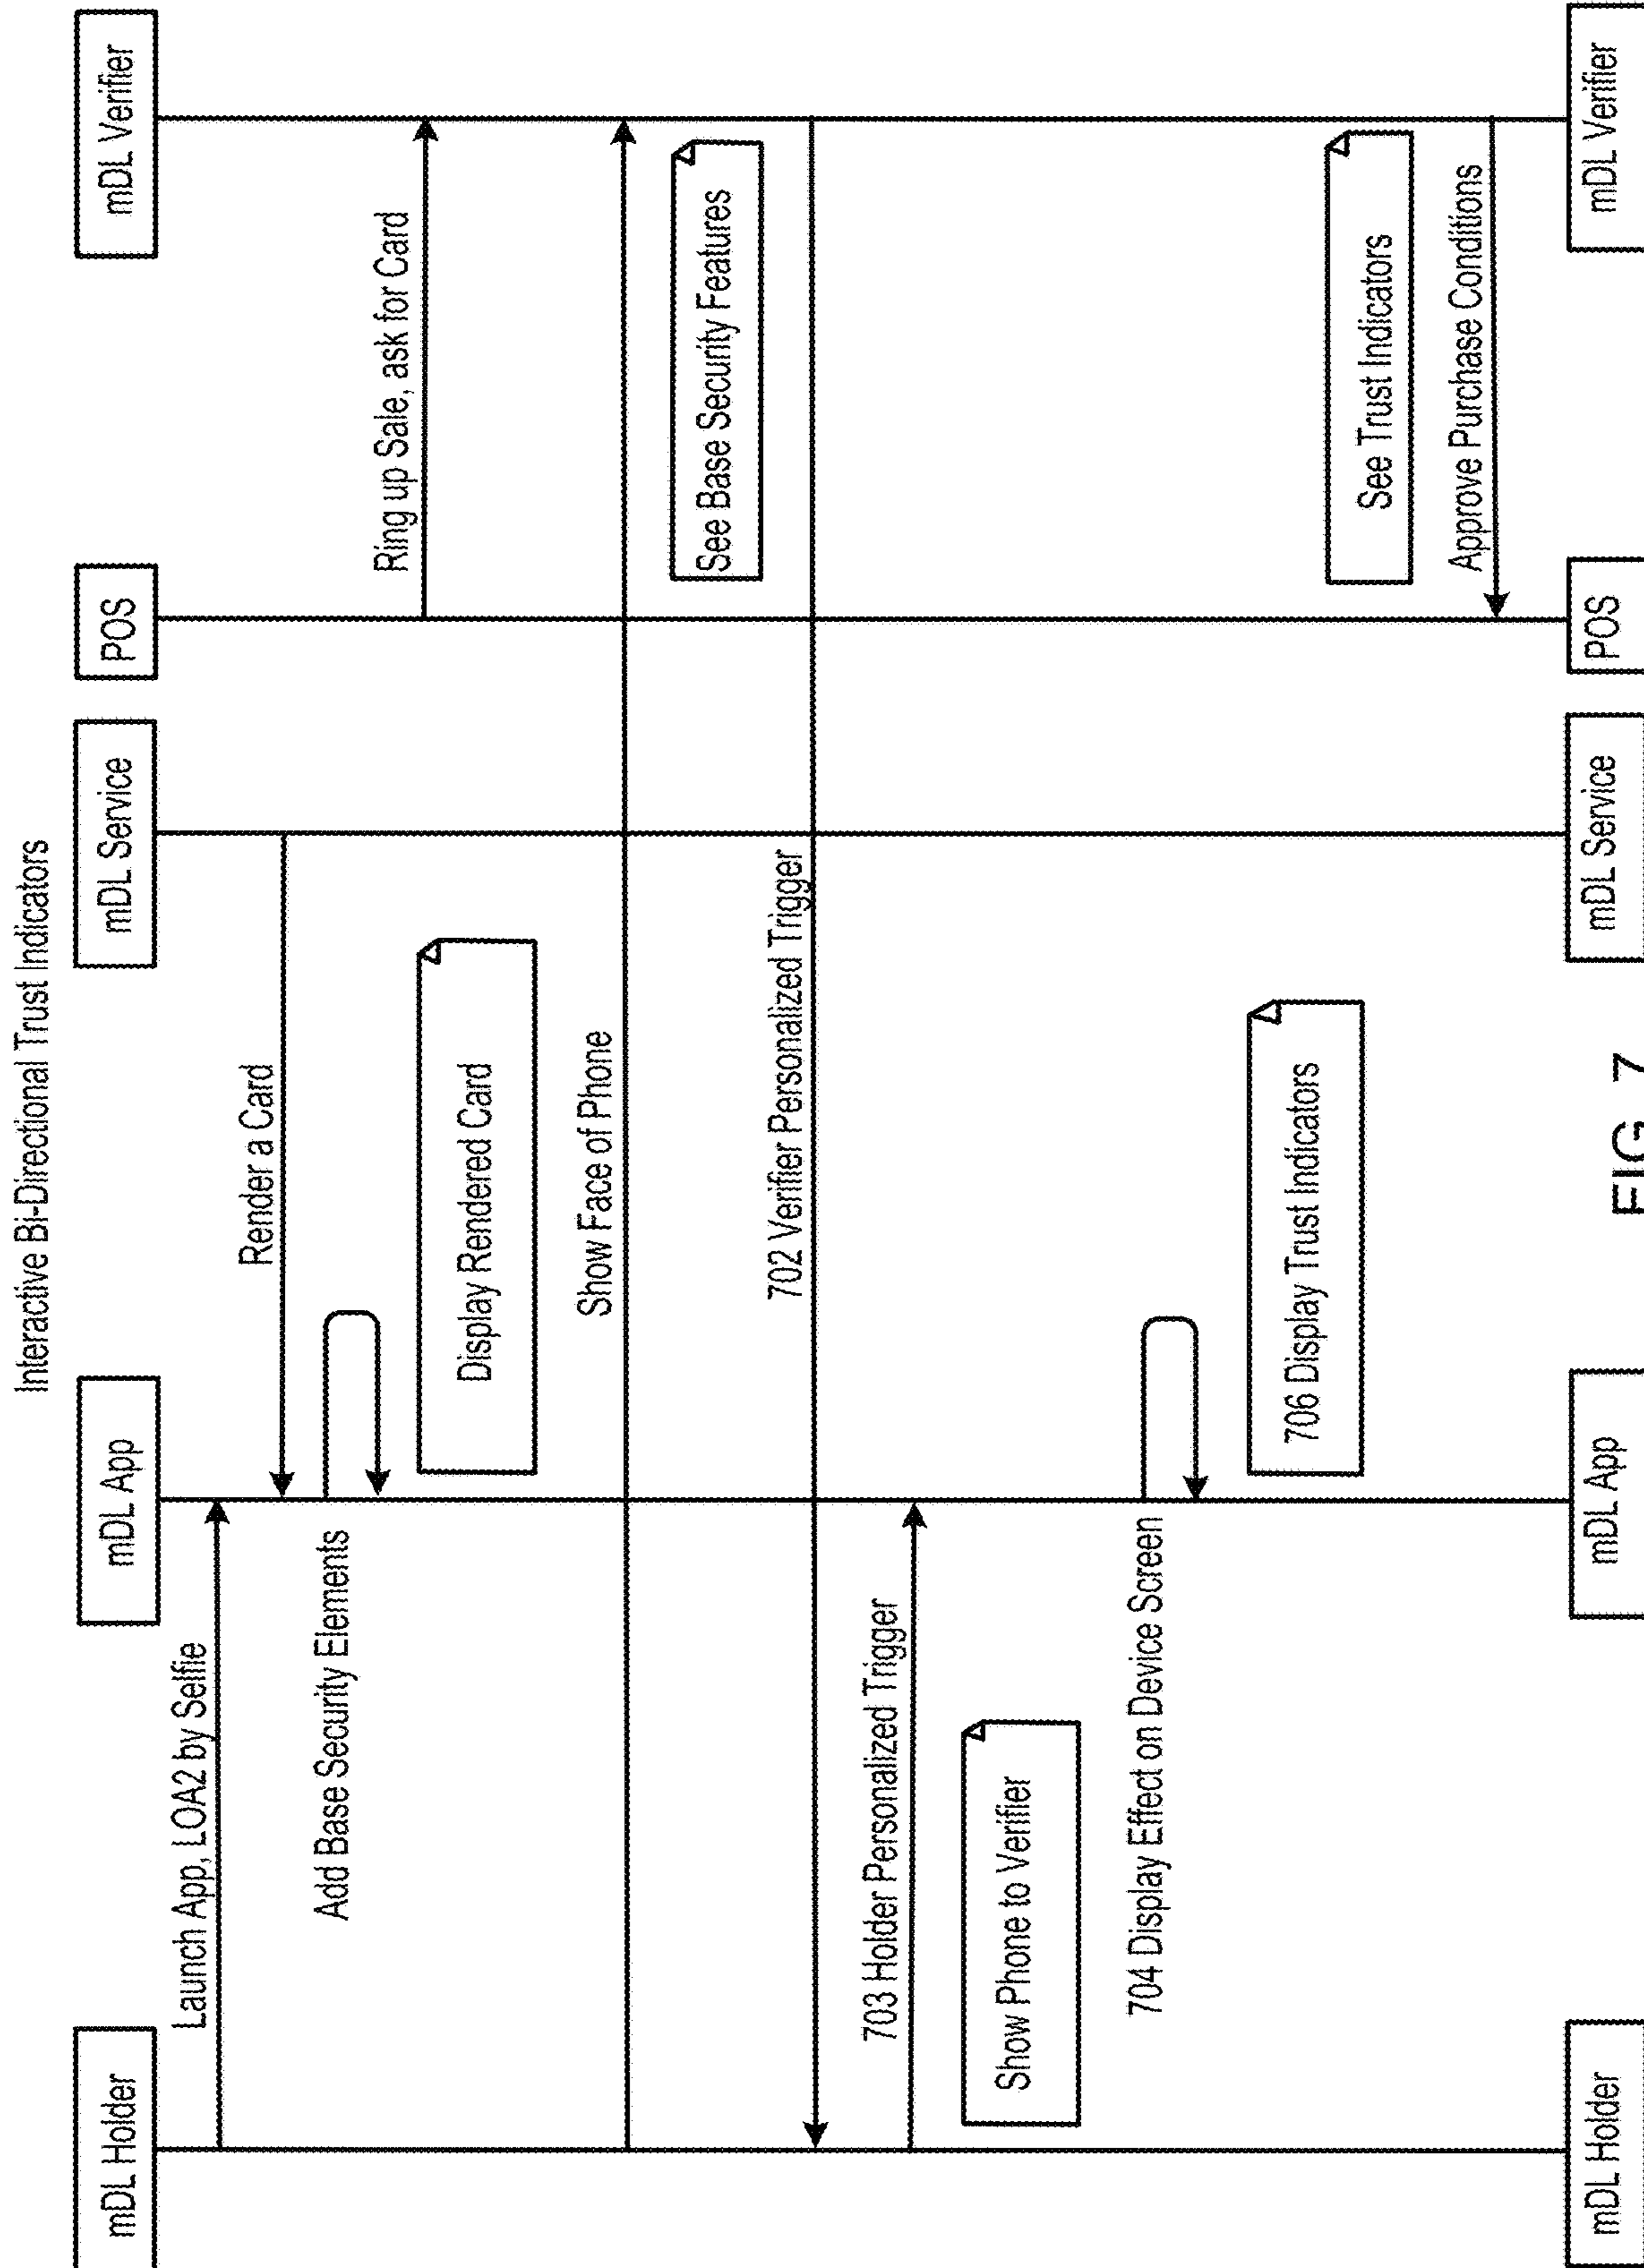 Interactive Bi-Directional Trust Indicators
mDL Holder
mDL App
mDL Service
POS
mDL Verifier
Launch App, LOA2 by Selfie
Render a Card
Add Base Security Elements
Ring up Sale, ask for Card
Display Rendered Card
Show Face of Phone
See Base Security Features
702 Verifier Personalized Trigger
703 Holder Personalized Trigger
Show Phone to Verifier
704 Display Effect on Device Screen
706 Display Trust Indicators
See Trust Indicators
Approve Purchase Conditions
mDL Holder
mDL App
mDL Service
POS
mDL Verifier
FIG. 7